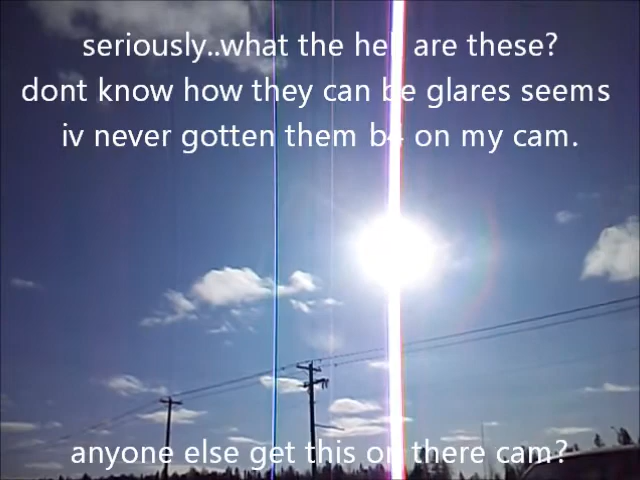 seriously..what the hell are these?
dont know how they can be glares seems
iv never gotten them b4 on my cam.
anyone else get this on there cam?